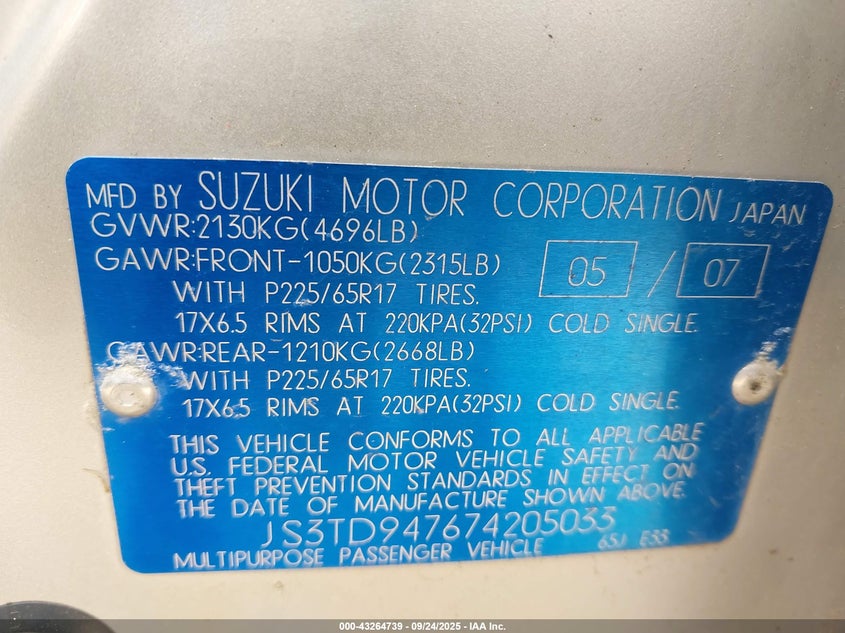 MFD BY SUZUKI MOTOR CORPORATION JAPAN
GVWR:2130KG(4696LB)
GAWR:FRONT-1050KG(2315LB) 05 / 07
WITH P225/65R17 TIRES.
17X6.5 RIMS AT 220KPA(32PSI) COLD SINGLE.
GAWR:REAR-1210KG(2668LB)
WITH P225/65R17 TIRES.
17X6.5 RIMS AT 220KPA(32PSI) COLD SINGLE.
THIS VEHICLE CONFORMS TO ALL APPLICABLE
U.S. FEDERAL MOTOR VEHICLE SAFETY AND
THEFT PREVENTION STANDARDS IN EFFECT ON
THE DATE OF MANUFACTURE SHOWN ABOVE.
JS3TD947674205033
MULTIPURPOSE PASSENGER VEHICLE 65J E33
000-43264739 - 09/24/2025 - IAA Inc.